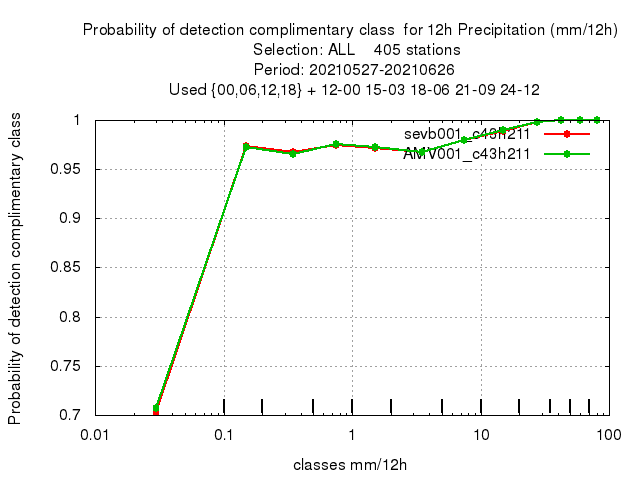 Probability of detection complimentary class  for 12h Precipitation (mm/12h)
Selection: ALL    405 stations
Period: 20210527-20210626
Used {00,06,12,18} + 12-00 15-03 18-06 21-09 24-12
Probability of detection complimentary class
1
0.95
0.9
0.85
0.8
0.75
0.7
sevb001_c43h211
AMV001_c43h211
0.01
0.1
1
10
100
classes mm/12h